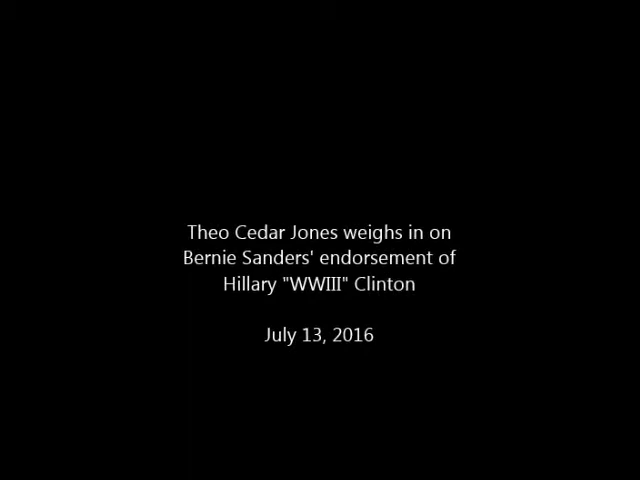 Theo Cedar Jones weighs in on
Bernie Sanders' endorsement of
Hillary "WWIII" Clinton
July 13, 2016